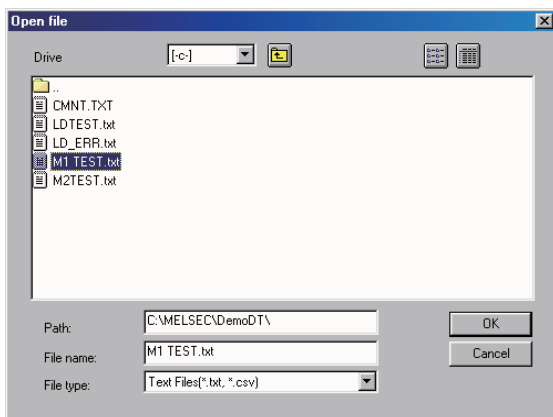 Open file
Drive [-c-]
..
CMNT.TXT
LDTEST.txt
LD_ERR.txt
M1 TEST.txt
M2TEST.txt
Path: C:\MELSEC\DemoDT\ OK
File name: M1 TEST.txt Cancel
File type: Text Files(*.txt, *.csv)